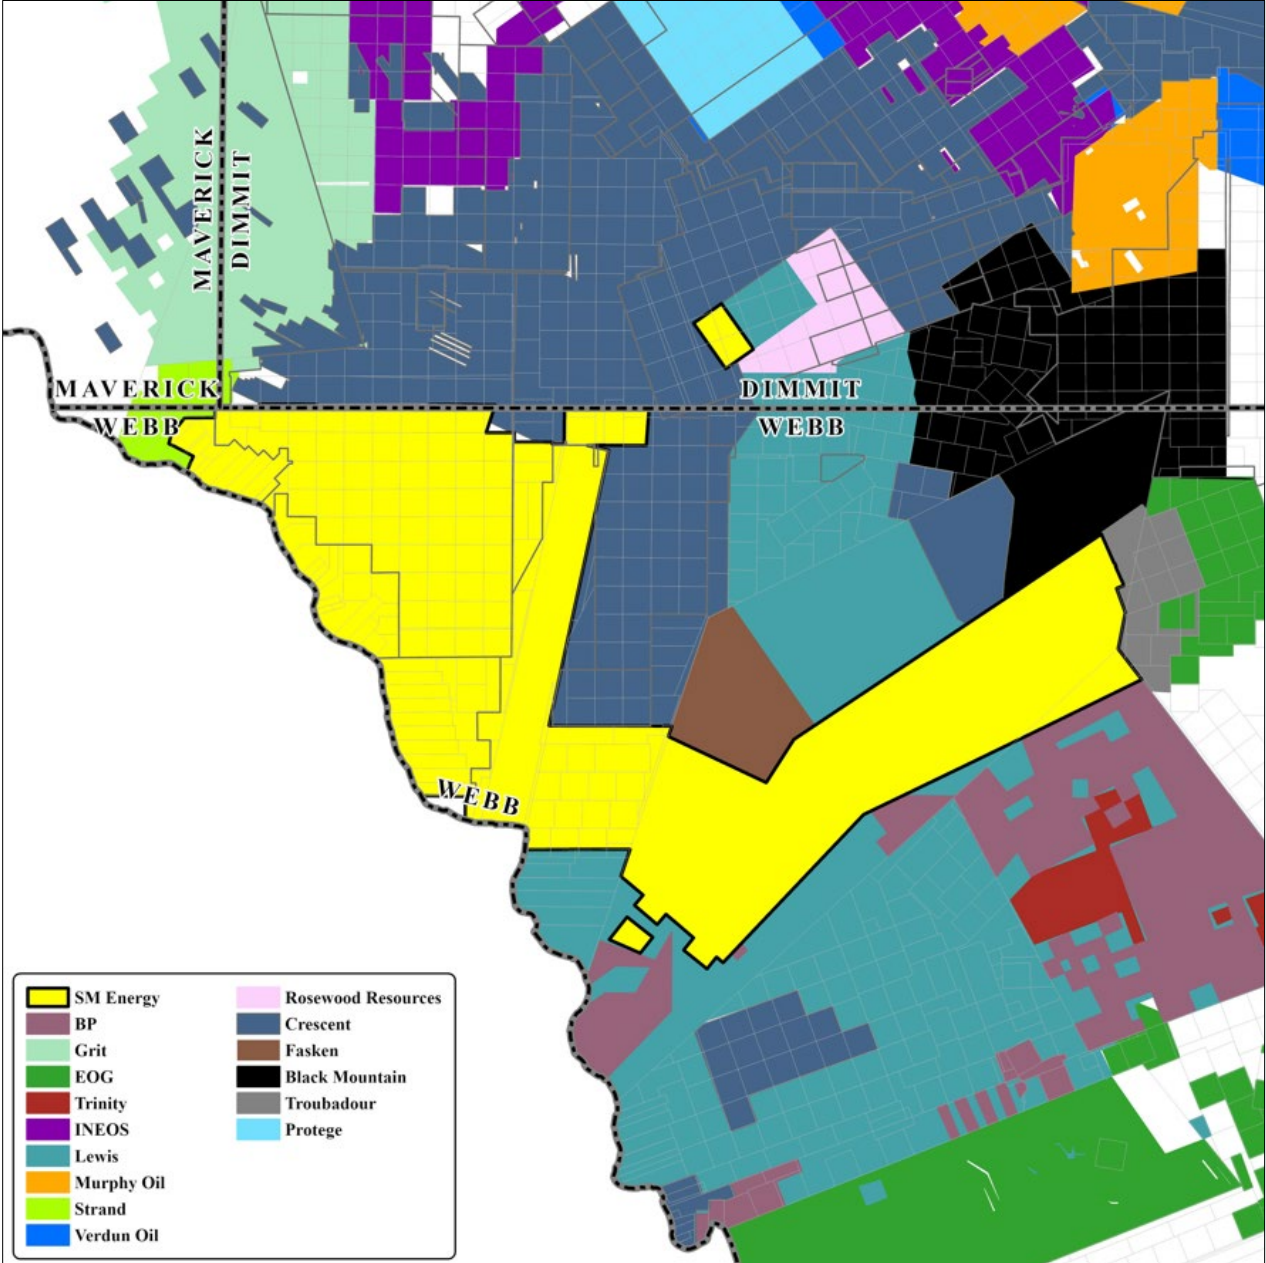 MAVERICK
DIMMIT
MAVERICK
WEBB
DIMMIT
WEBB
WEBB
SM Energy
BP
Grit
EOG
Trinity
INEOS
Lewis
Murphy Oil
Strand
Verdun Oil
Rosewood Resources
Crescent
Fasken
Black Mountain
Troubadour
Protege